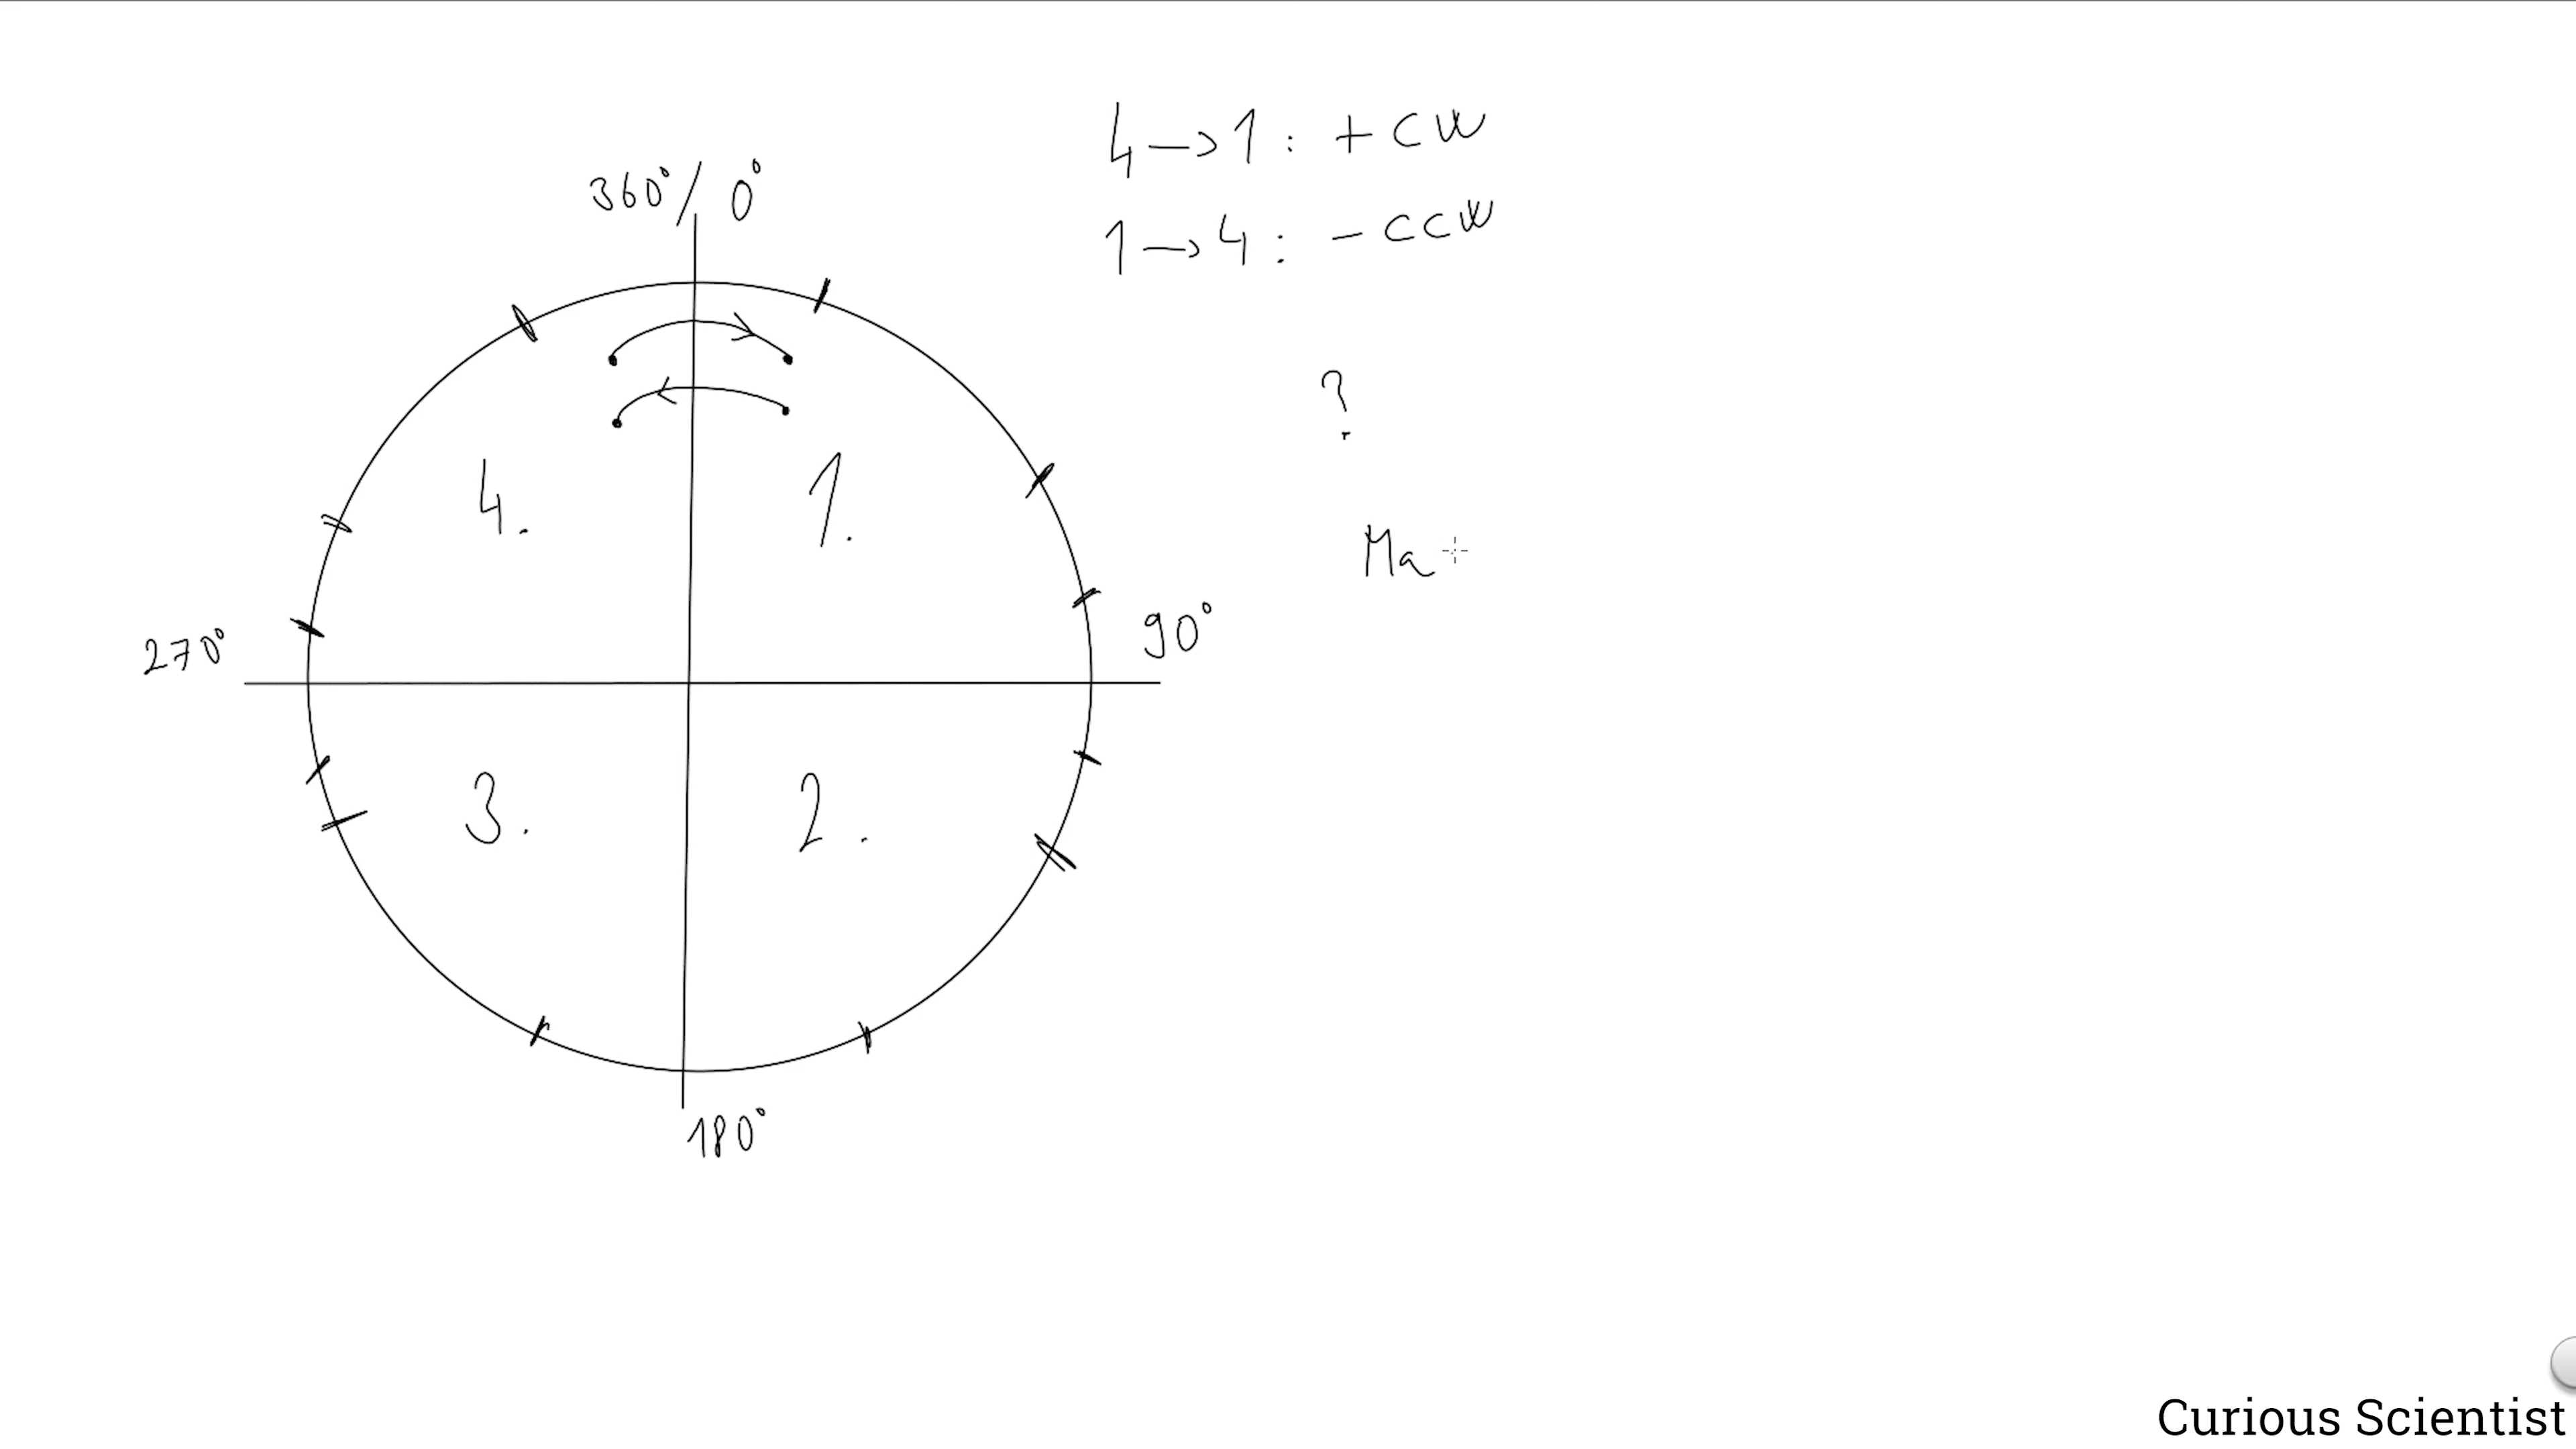 4→1: + CW
1→4: - CCW
360°/ 0°
?
4.
1.
Ma
90°
270°
3.
2.
180°
Curious Scientist